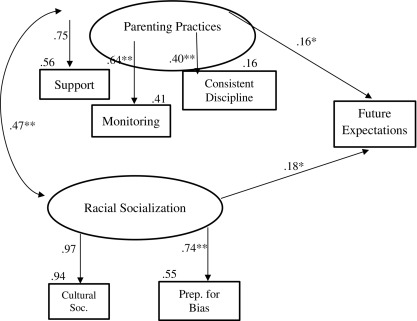 Parenting Practices
.75
.64**
.40**
.16*
.56
.16
Support
Consistent
Discipline
.41
Monitoring
Future
Expectations
.47**
.18*
Racial Socialization
.97
.74**
.94
.55
Cultural
Soc.
Prep. for
Bias